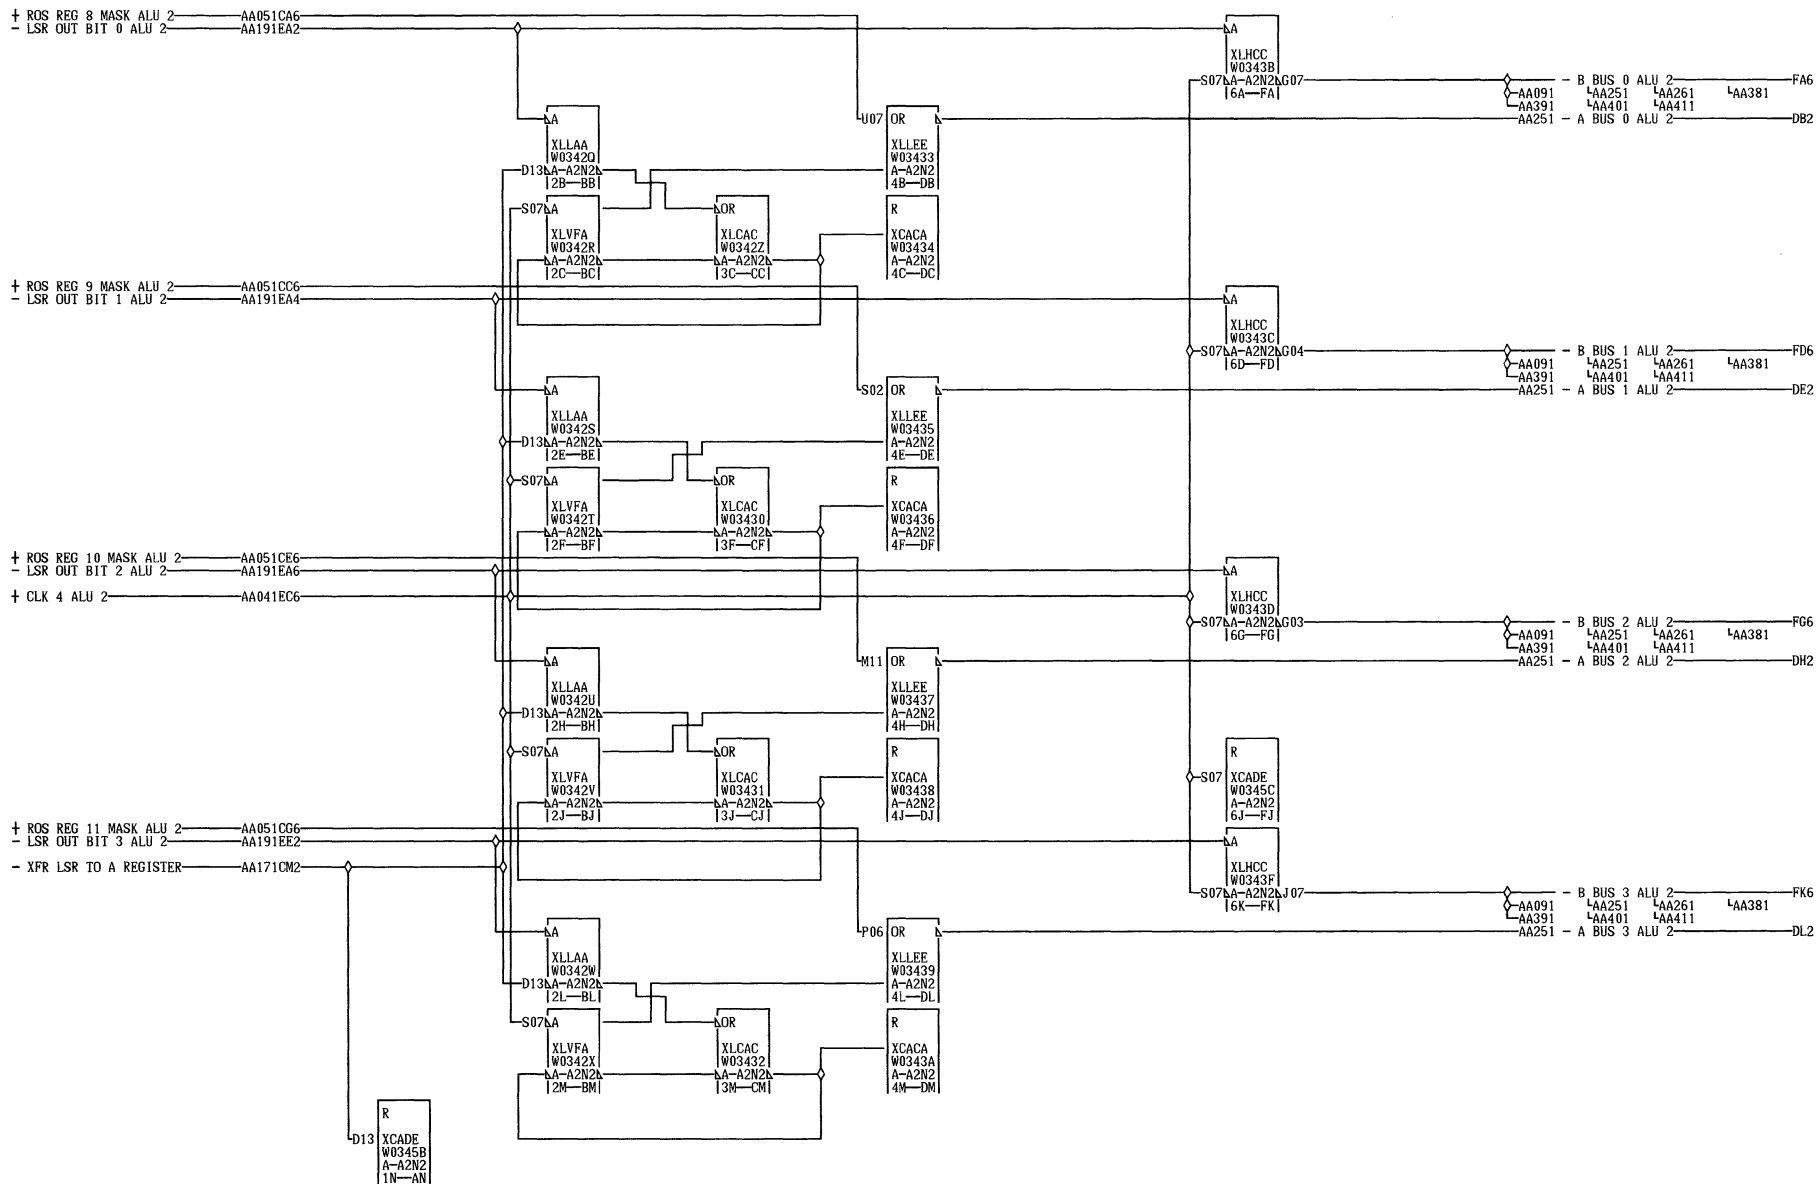 + ROS REG 8 MASK ALU 2 AA051CA6
- LSR OUT BIT 0 ALU 2 AA191EA2
A
XLHCC
W0343B
S07 A-A2N2 G07 - B BUS 0 ALU 2 FA6
6A-FA AA091 AA251 AA261 AA381
AA391 AA401 AA411
A U07 OR AA251 - A BUS 0 ALU 2 DB2
XLLAA XLLEE
W0342Q W03433
D13 A-A2N2 A-A2N2
2B-BB 4B-DB
S07 A OR R
XLVFA XLCAC XCACA
W0342R W0342Z W03434
A-A2N2 A-A2N2 A-A2N2
2C-BC 3C-CC 4C-DC
+ ROS REG 9 MASK ALU 2 AA051CC6
- LSR OUT BIT 1 ALU 2 AA191EA4
A
XLHCC
W0343C
S07 A-A2N2 G04 - B BUS 1 ALU 2 FD6
6D-FD AA091 AA251 AA261 AA381
AA391 AA401 AA411
A S02 OR AA251 - A BUS 1 ALU 2 DE2
XLLAA XLLEE
W0342S W03435
D13 A-A2N2 A-A2N2
2E-BE 4E-DE
S07 A OR R
XLVFA XLCAC XCACA
W0342T W03430 W03436
A-A2N2 A-A2N2 A-A2N2
2F-BF 3F-CF 4F-DF
+ ROS REG 10 MASK ALU 2 AA051CE6
- LSR OUT BIT 2 ALU 2 AA191EA6
A
+ CLK 4 ALU 2 AA041EC6
XLHCC
W0343D
S07 A-A2N2 G03 - B BUS 2 ALU 2 FG6
6G-FG AA091 AA251 AA261 AA381
AA391 AA401 AA411
A M11 OR AA251 - A BUS 2 ALU 2 DH2
XLLAA XLLEE
W0342U W03437
D13 A-A2N2 A-A2N2
2H-BH 4H-DH
S07 A OR R R
XLVFA XLCAC XCACA S07 XCADE
W0342V W03431 W03438 W0345C
A-A2N2 A-A2N2 A-A2N2 A-A2N2
2J-BJ 3J-CJ 4J-DJ 6J-FJ
+ ROS REG 11 MASK ALU 2 AA051CG6
- LSR OUT BIT 3 ALU 2 AA191EE2
A
- XFR LSR TO A REGISTER AA171CM2
XLHCC
W0343F
S07 A-A2N2 J07 - B BUS 3 ALU 2 FK6
6K-FK AA091 AA251 AA261 AA381
AA391 AA401 AA411
A P06 OR AA251 - A BUS 3 ALU 2 DL2
XLLAA XLLEE
W0342W W03439
D13 A-A2N2 A-A2N2
2L-BL 4L-DL
S07 A OR R
XLVFA XLCAC XCACA
W0342X W03432 W0343A
A-A2N2 A-A2N2 A-A2N2
2M-BM 3M-CM 4M-DM
R
D13 XCADE
W0345B
A-A2N2
1N-AN